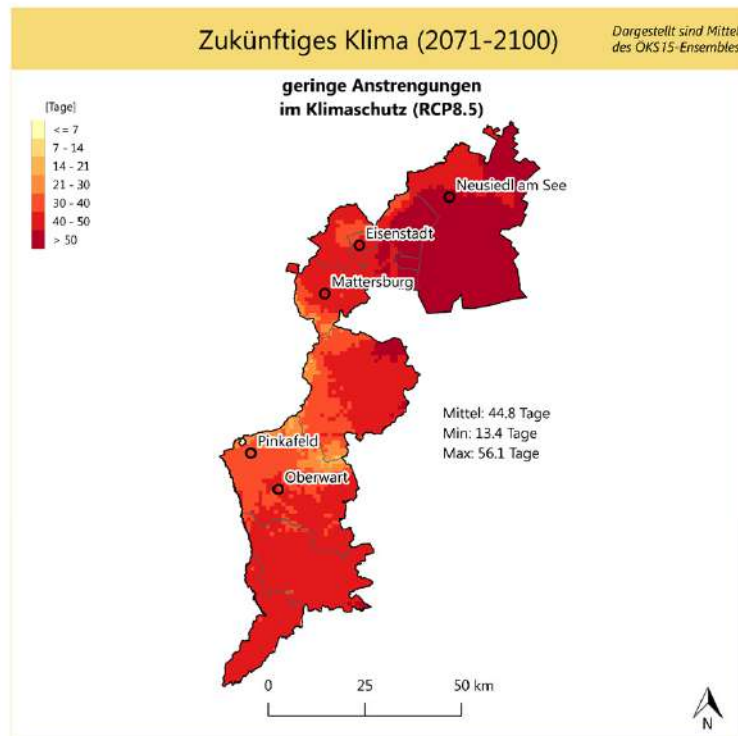 Zukünftiges Klima (2071-2100)
Dargestellt sind Mittel
des ÖKS15-Ensembles
geringe Anstrengungen
im Klimaschutz (RCP8.5)
[Tage]
<= 7
7 - 14
14 - 21
21 - 30
30 - 40
40 - 50
> 50
Neusiedl am See
Eisenstadt
Mattersburg
Mittel: 44.8 Tage
Min: 13.4 Tage
Max: 56.1 Tage
Pinkafeld
Oberwart
0 25 50 km
N